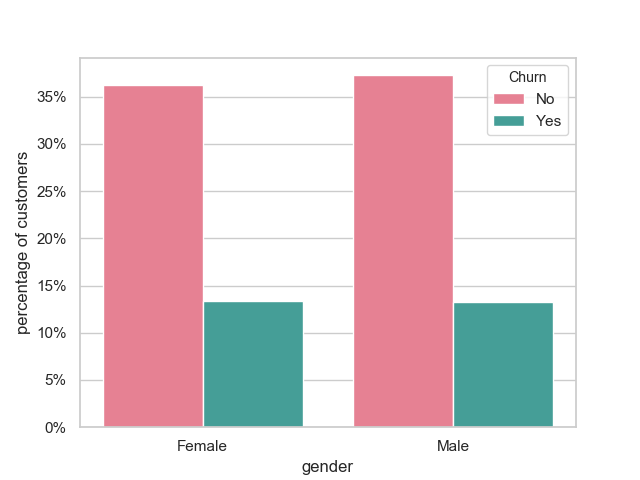 Churn
No
Yes
35%
30%
25%
20%
15%
10%
5%
0%
percentage of customers
Female
Male
gender